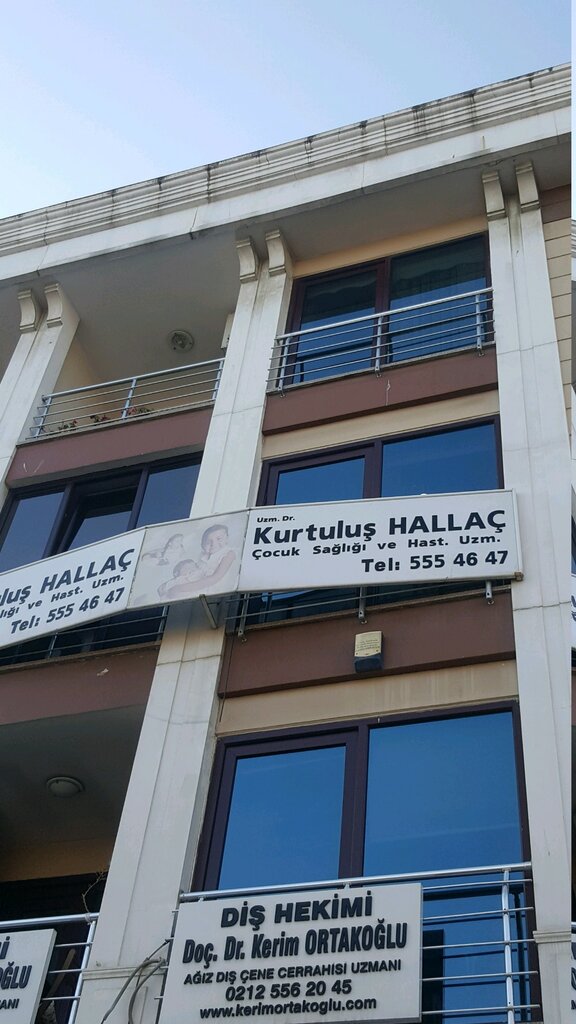 Uzm. Dr.
Kurtuluş HALLAÇ
Çocuk Sağlığı ve Hast. Uzm.
Tel: 555 46 47
luş HALLAÇ
lığı ve Hast. Uzm.
Tel: 555 46 47
DİŞ HEKİMİ
Doç. Dr. Kerim ORTAKOĞLU
AĞIZ DIŞ ÇENE CERRAHISI UZMANI
0212 556 20 45
www.kerimortakoglu.com
OĞLU